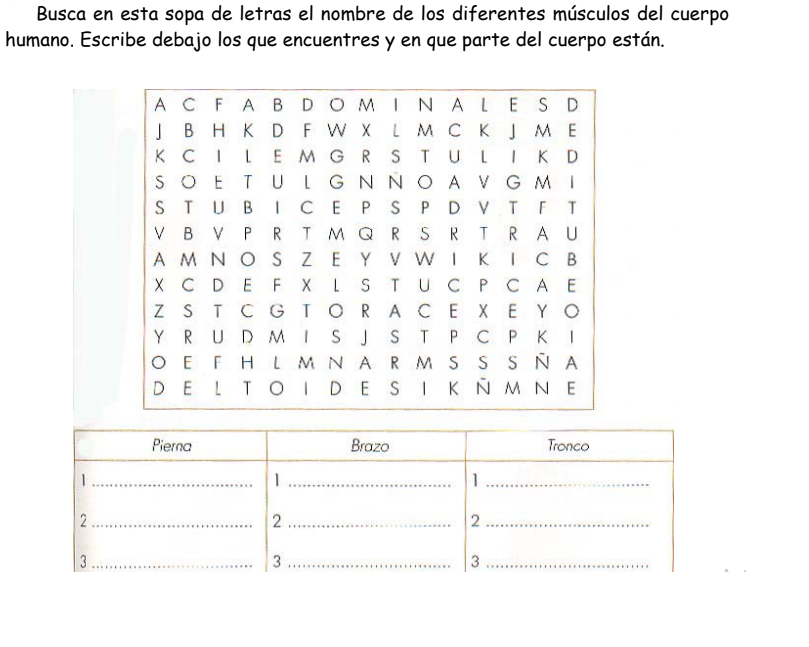 Busca en esta sopa de letras el nombre de los diferentes músculos del cuerpo
humano. Escribe debajo los que encuentres y en que parte del cuerpo están.
A C F A B D O M I N A L E S D
J B H K D F W X L M C K J M E
K C I L E M G R S T U L I K D
S O E T U L G N Ñ O A V G M I
S T U B I C E P S P D V T F T
V B V P R T M Q R S R T R A U
A M N O S Z E Y V W I K I C B
X C D E F X L S T U C P C A E
Z S T C G T O R A C E X E Y O
Y R U D M I S J S T P C P K I
O E F H L M N A R M S S S Ñ A
D E L T O I D E S I K Ñ M N E
Pierna Brazo Tronco
1 1 1
2 2 2
3 3 3